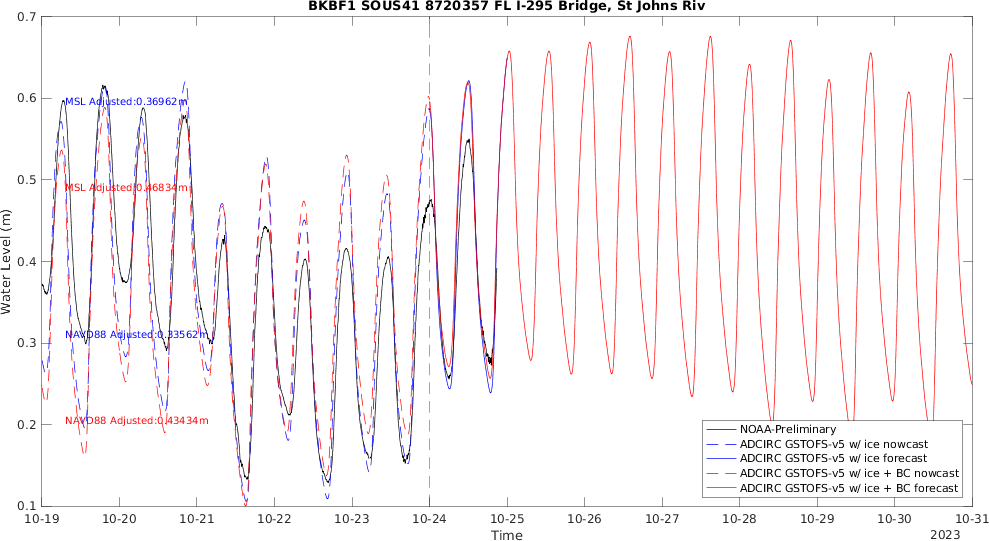 BKBF1 SOUS41 8720357 FL I-295 Bridge, St Johns Riv
0.7
0.6
0.5
0.4
0.3
0.2
0.1
Water Level (m)
MSL Adjusted:0.36962m
MSL Adjusted:0.46834m
NAVD88 Adjusted:0.33562m
NAVD88 Adjusted:0.43434m
NOAA-Preliminary
ADCIRC GSTOFS-v5 w/ ice nowcast
ADCIRC GSTOFS-v5 w/ ice forecast
ADCIRC GSTOFS-v5 w/ ice + BC nowcast
ADCIRC GSTOFS-v5 w/ ice + BC forecast
10-19 10-20 10-21 10-22 10-23 10-24 10-25 10-26 10-27 10-28 10-29 10-30 10-31
Time
2023